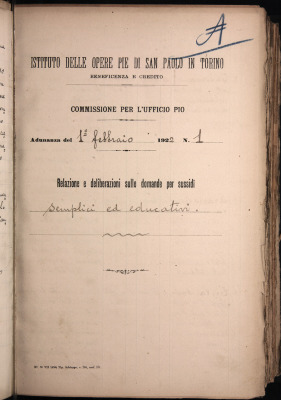 A
ISTITUTO DELLE OPERE PIE DI SAN PAOLO IN TORINO
BENEFICENZA E CREDITO
COMMISSIONE PER L'UFFICIO PIO
Adunanza del 1º febbraio 1922 N. 1
Relazione e deliberazioni sulle domande per sussidi
semplici ed educativi.